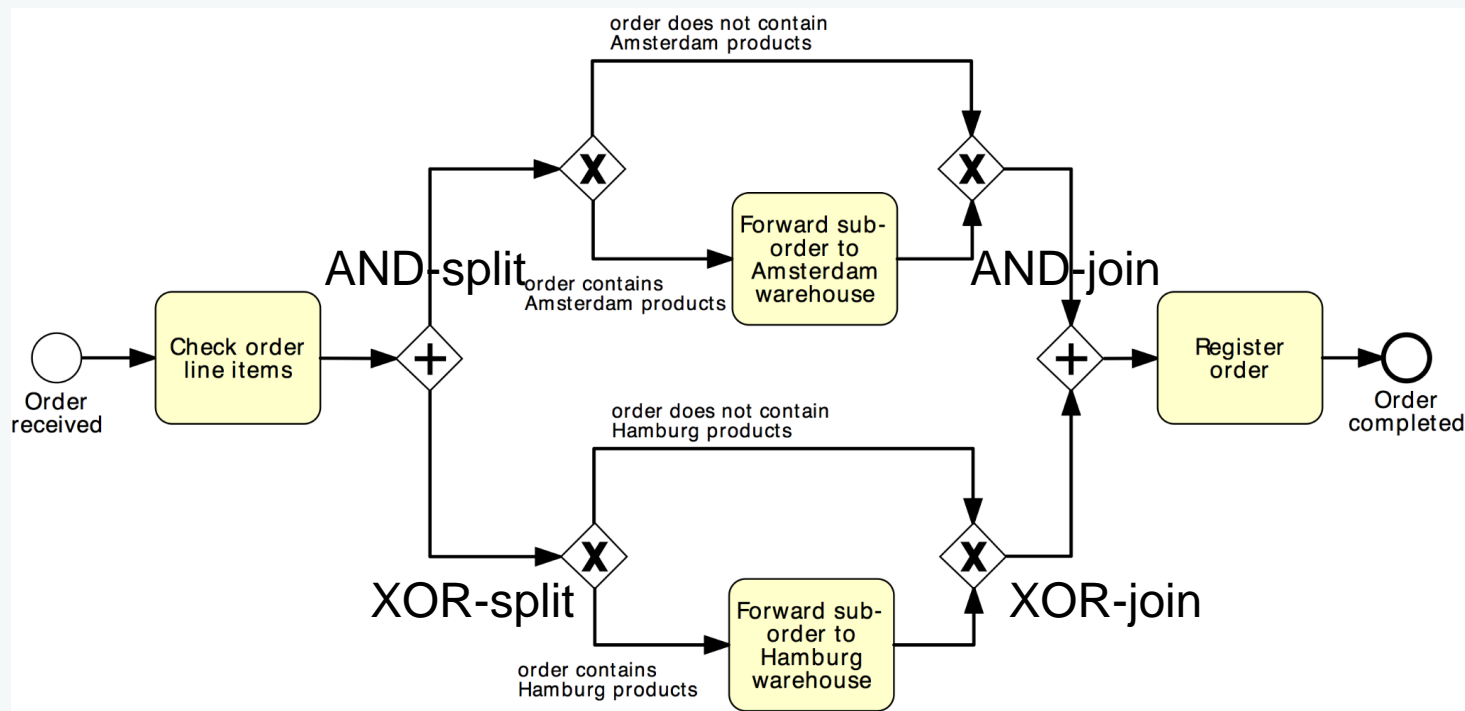 order does not contain
Amsterdam products
Forward sub-
order to
Amsterdam
warehouse
AND-split
order contains
Amsterdam products
AND-join
Check order
line items
Order
received
Register
order
Order
completed
order does not contain
Hamburg products
XOR-split
Forward sub-
order to
Hamburg
warehouse
XOR-join
order contains
Hamburg products